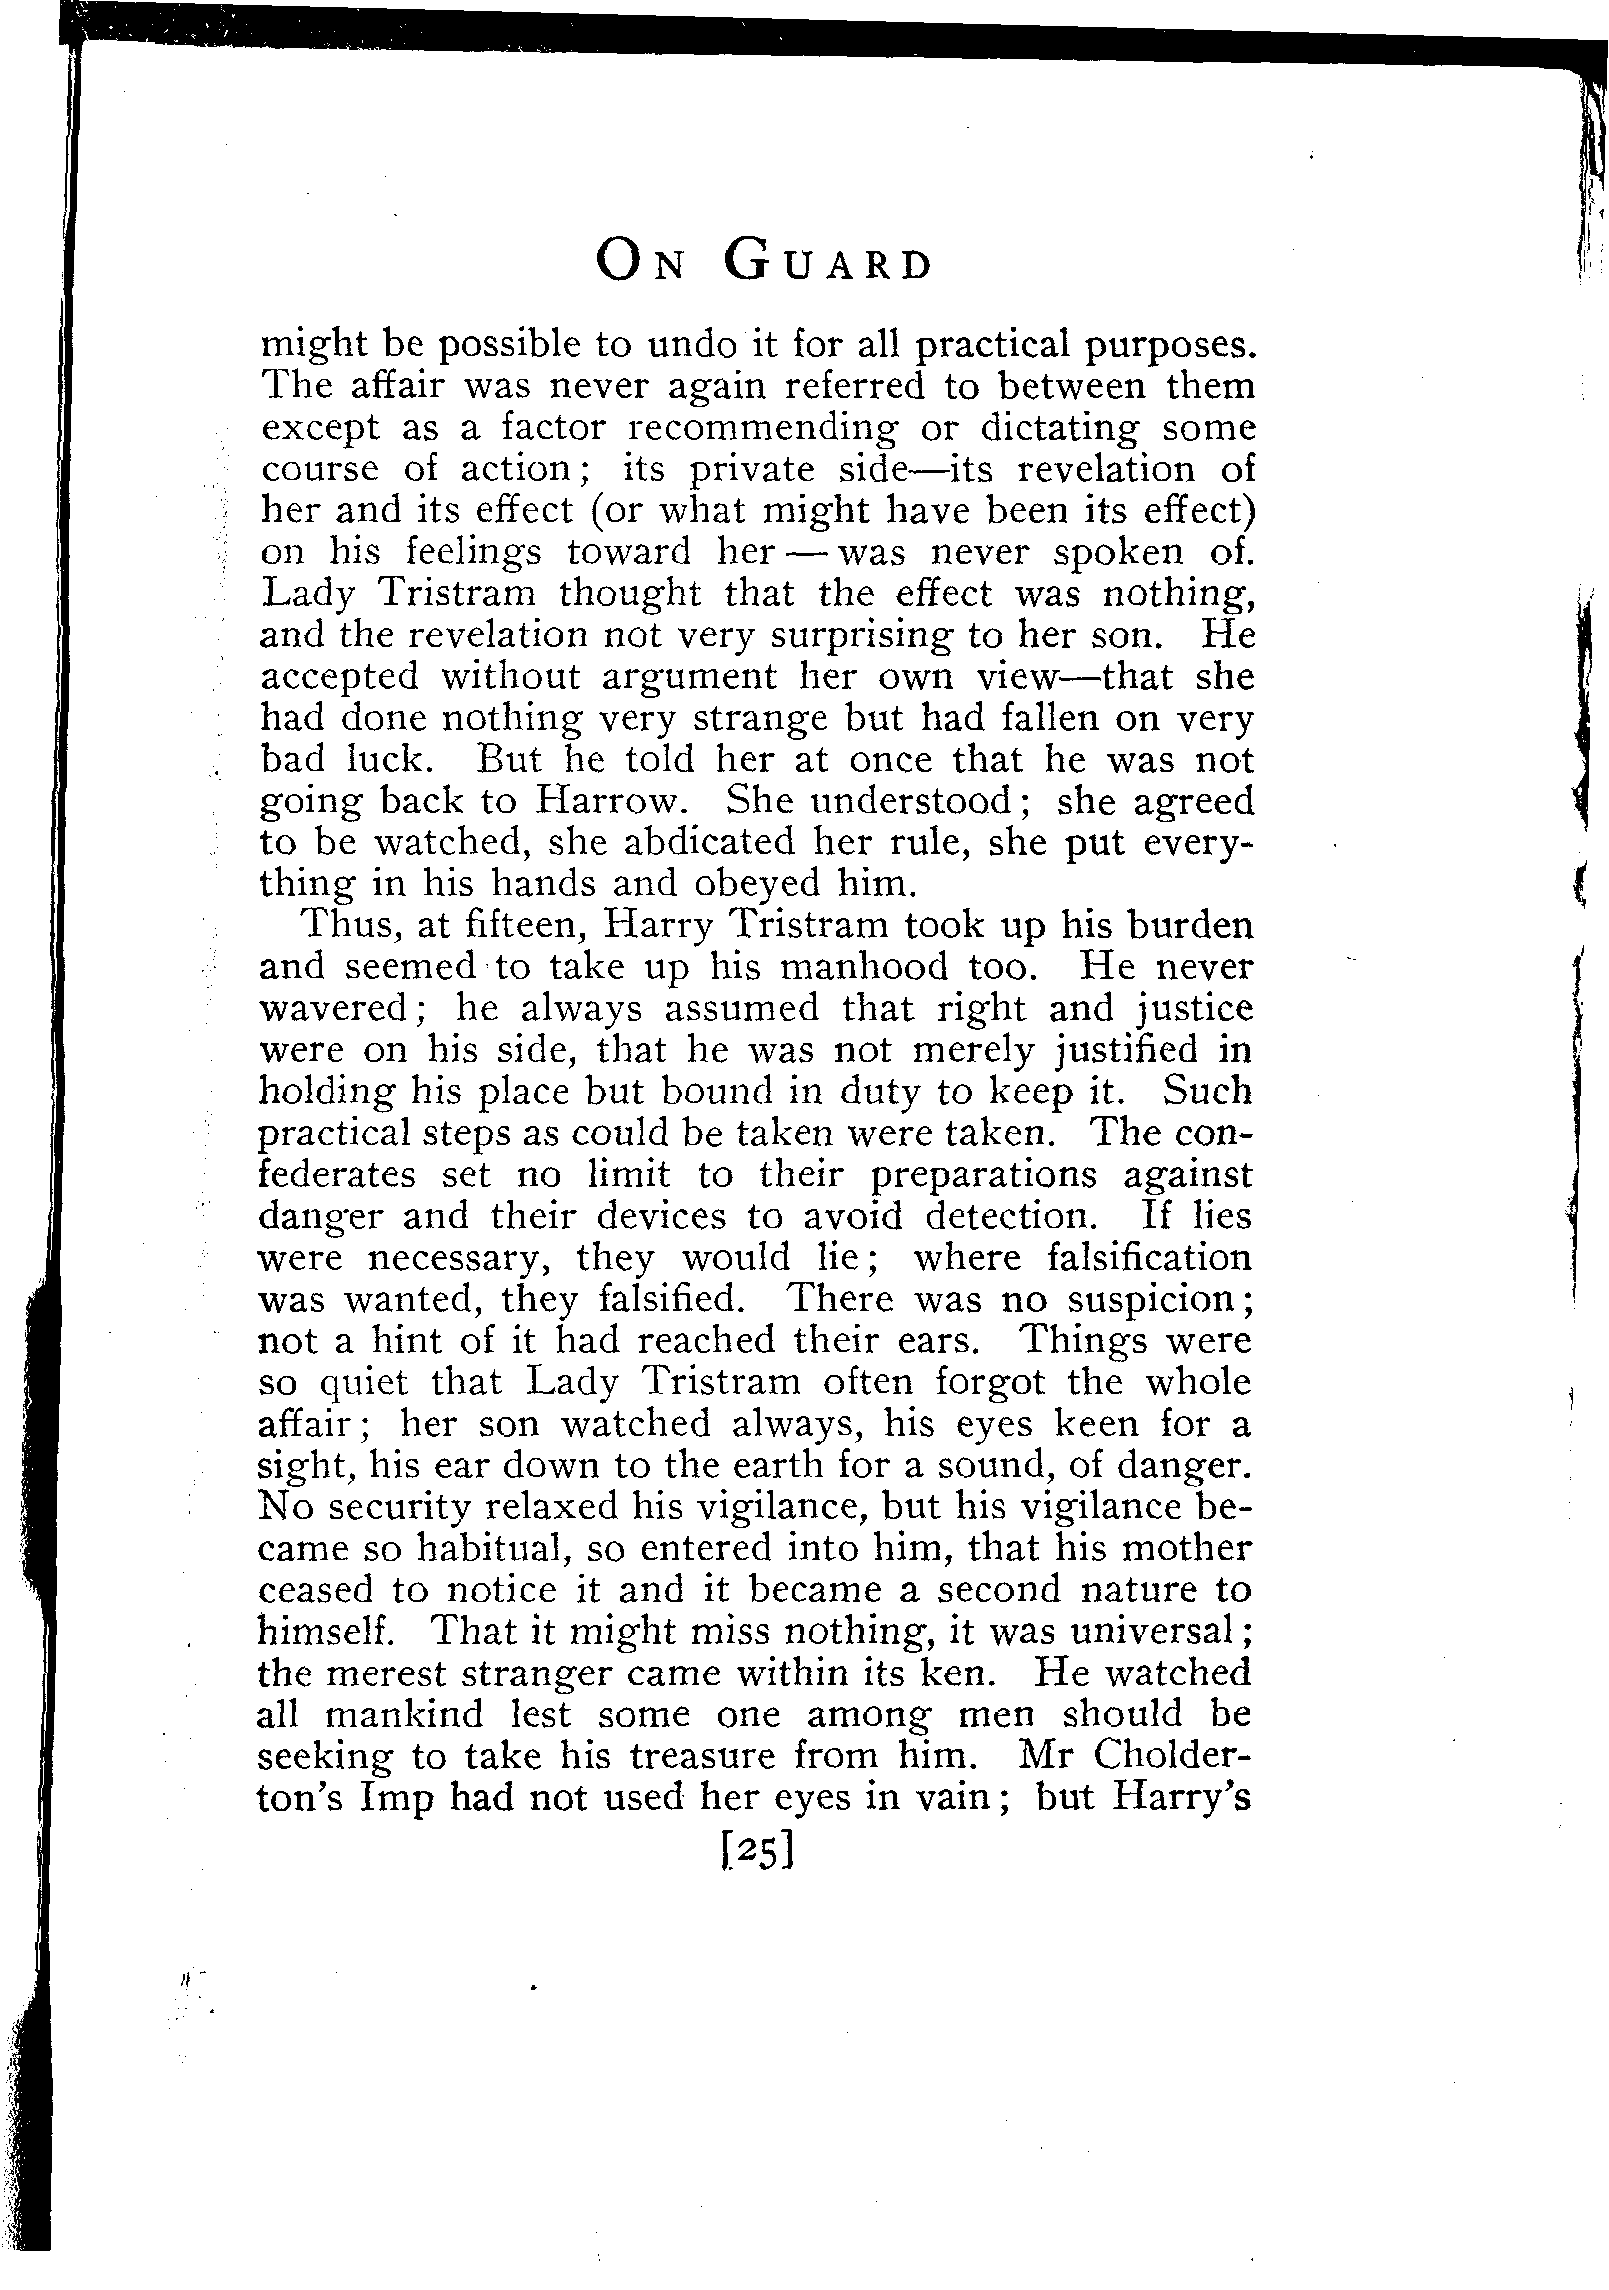 On Guard
might be possible to undo it for all practical purposes.
The affair was never again referred to between them
except as a factor recommending or dictating some
course of action; its private side—its revelation of
her and its effect (or what might have been its effect)
on his feelings toward her — was never spoken of.
Lady Tristram thought that the effect was nothing,
and the revelation not very surprising to her son. He
accepted without argument her own view—that she
had done nothing very strange but had fallen on very
bad luck. But he told her at once that he was not
going back to Harrow. She understood; she agreed
to be watched, she abdicated her rule, she put every-
thing in his hands and obeyed him.
Thus, at fifteen, Harry Tristram took up his burden
and seemed to take up his manhood too. He never
wavered; he always assumed that right and justice
were on his side, that he was not merely justified in
holding his place but bound in duty to keep it. Such
practical steps as could be taken were taken. The con-
federates set no limit to their preparations against
danger and their devices to avoid detection. If lies
were necessary, they would lie; where falsification
was wanted, they falsified. There was no suspicion;
not a hint of it had reached their ears. Things were
so quiet that Lady Tristram often forgot the whole
affair; her son watched always, his eyes keen for a
sight, his ear down to the earth for a sound, of danger.
No security relaxed his vigilance, but his vigilance be-
came so habitual, so entered into him, that his mother
ceased to notice it and it became a second nature to
himself. That it might miss nothing, it was universal;
the merest stranger came within its ken. He watched
all mankind lest some one among men should be
seeking to take his treasure from him. Mr Cholder-
ton's Imp had not used her eyes in vain; but Harry's
[25]